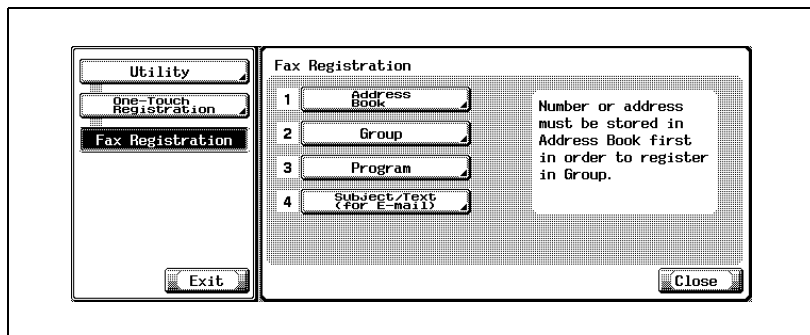 Utility
One-Touch
Registration
Fax Registration
Exit
Fax Registration
1 Address
Book
2 Group
3 Program
4 Subject/Text
(for E-mail)
Number or address
must be stored in
Address Book first
in order to register
in Group.
Close